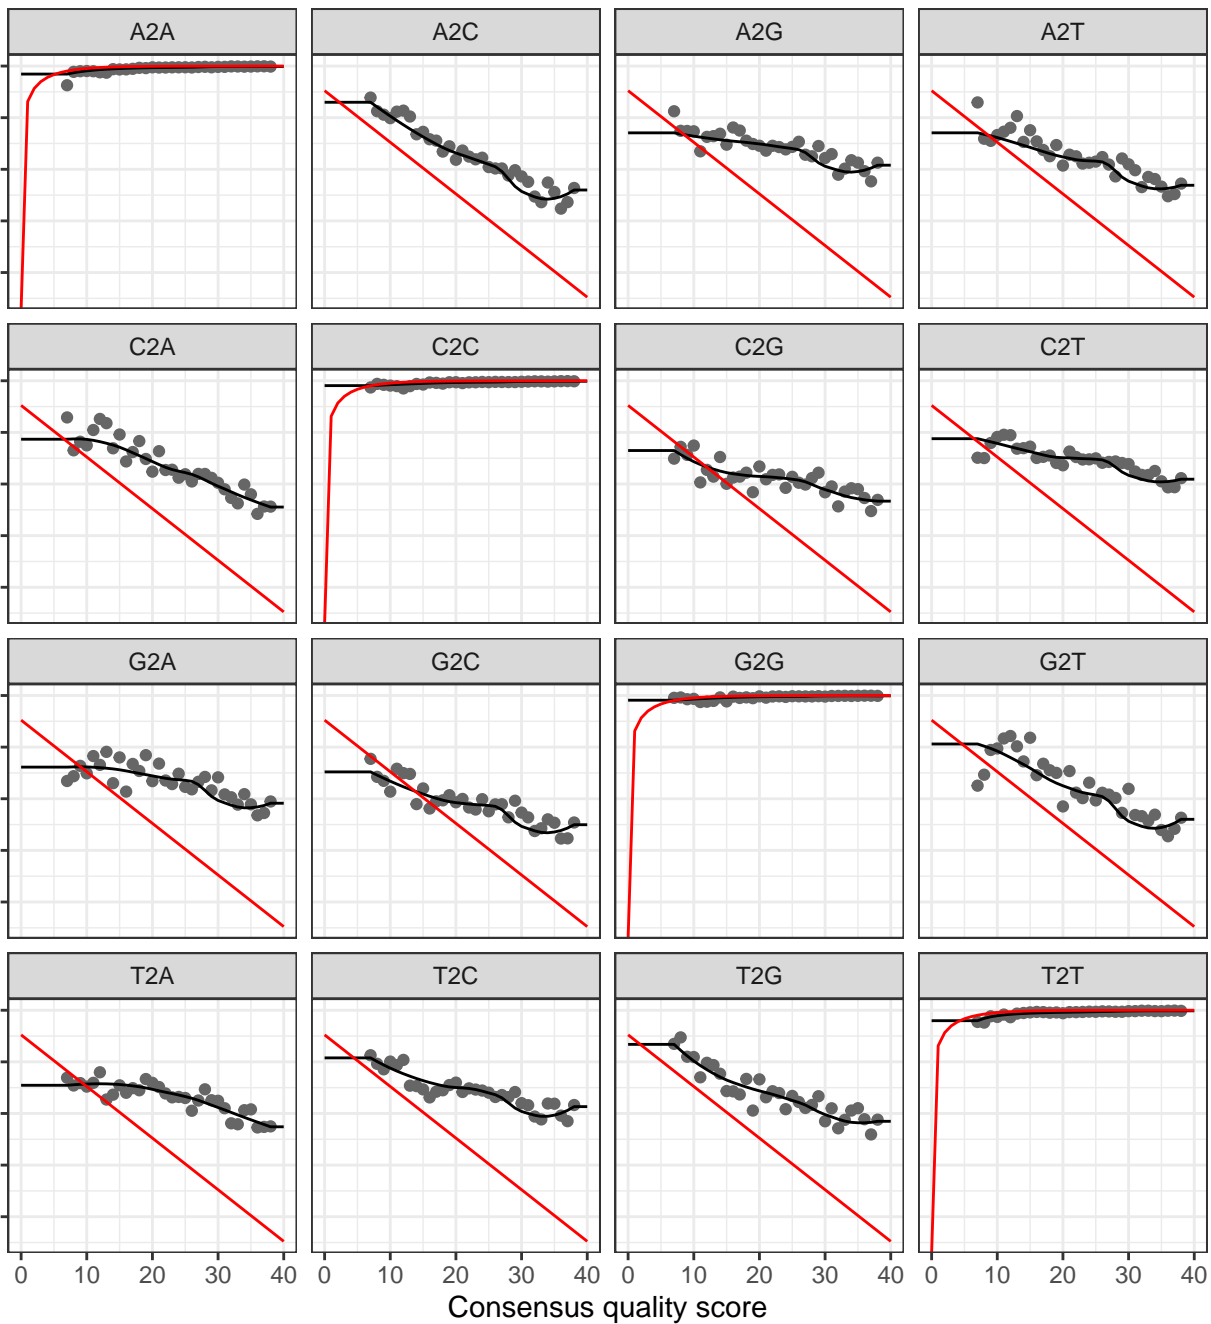 A2A A2C A2G A2T
C2A C2C C2G C2T
G2A G2C G2G G2T
T2A T2C T2G T2T
0 10 20 30 40 0 10 20 30 40 0 10 20 30 40 0 10 20 30 40
Consensus quality score